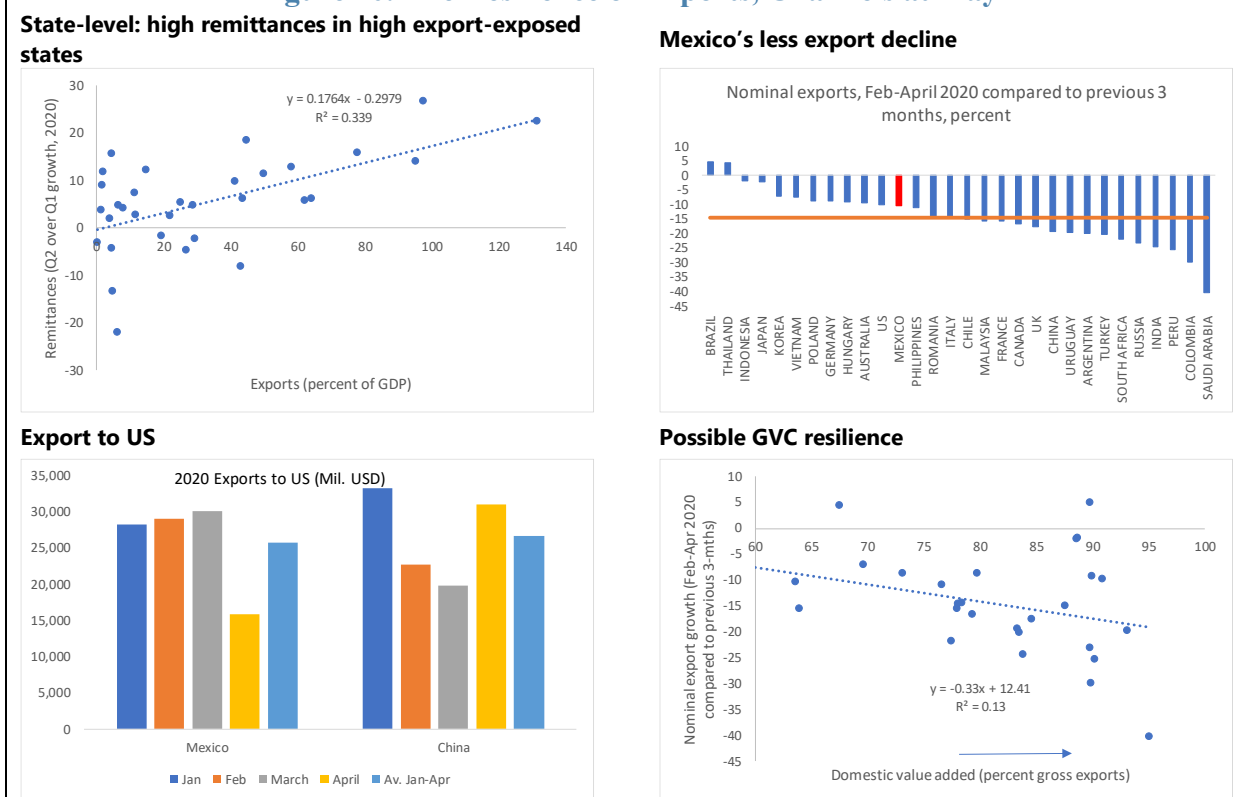 State-level: high remittances in high export-exposed
states
30
20
10
0
-10
-20
-30
0
20
40
60
80
100
120
140
y = 0.1764x - 0.2979
R² = 0.339
Remittances (Q2 over Q1 growth, 2020)
Exports (percent of GDP)
Mexico’s less export decline
Nominal exports, Feb-April 2020 compared to previous 3
months, percent
10
5
0
-5
-10
-15
-20
-25
-30
-35
-40
-45
BRAZIL
THAILAND
INDONESIA
JAPAN
KOREA
VIETNAM
POLAND
GERMANY
HUNGARY
AUSTRALIA
US
MEXICO
PHILIPPINES
ROMANIA
ITALY
CHILE
MALAYSIA
FRANCE
CANADA
UK
CHINA
URUGUAY
ARGENTINA
TURKEY
SOUTH AFRICA
RUSSIA
INDIA
PERU
COLOMBIA
SAUDI ARABIA
Export to US
2020 Exports to US (Mil. USD)
35,000
30,000
25,000
20,000
15,000
10,000
5,000
0
Mexico
China
Jan
Feb
March
April
Av. Jan-Apr
Possible GVC resilience
10
5
0
-5
-10
-15
-20
-25
-30
-35
-40
-45
60
65
70
75
80
85
90
95
100
Nominal export growth (Feb-Apr 2020
compared to previous 3-mths)
y = -0.33x + 12.41
R² = 0.13
Domestic value added (percent gross exports)